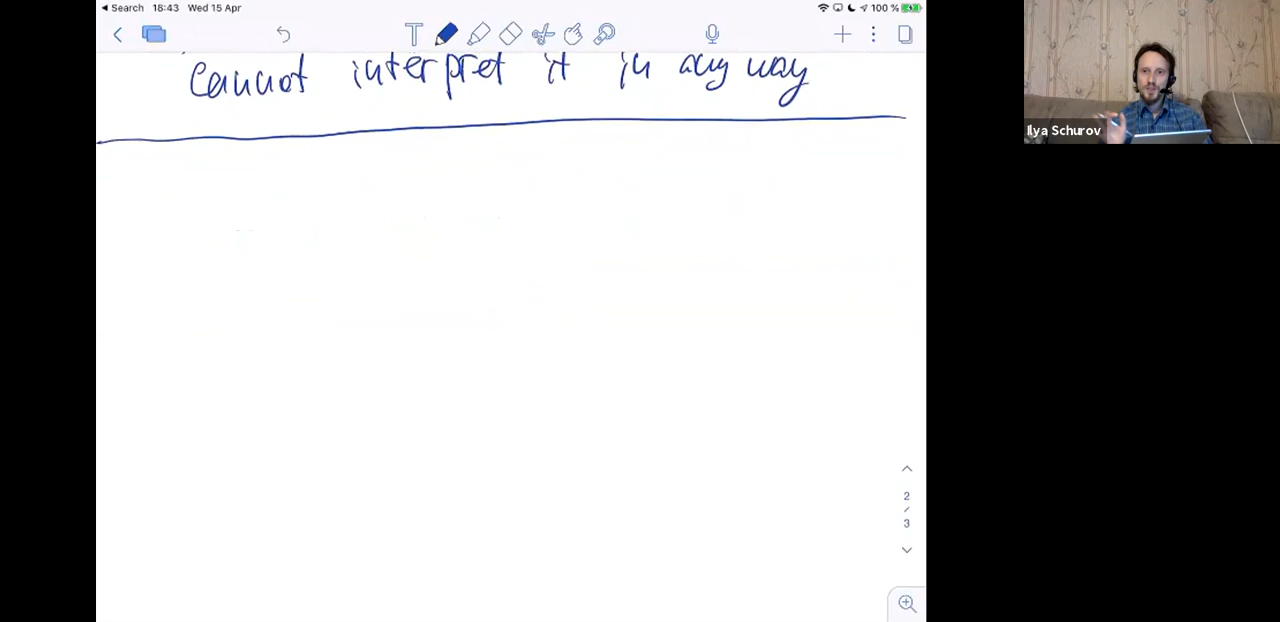 Search 18:43 Wed 15 Apr
100 %
T
cannot interpret it in any way
Ilya Schurov
2
/
3